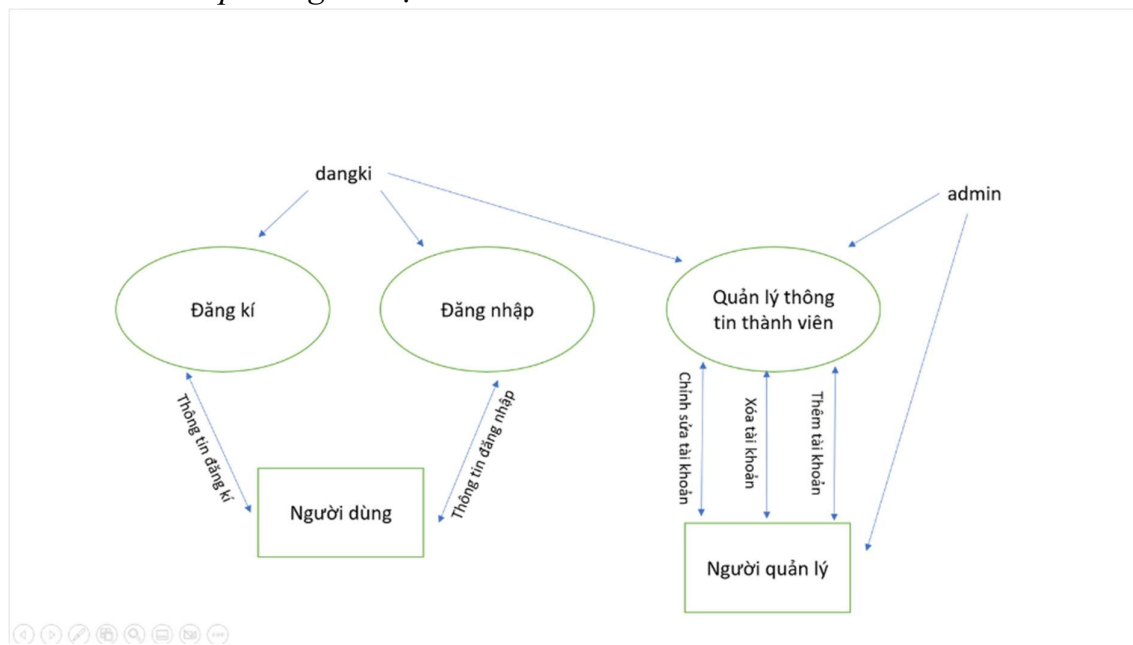 dangki
admin
Đăng kí
Đăng nhập
Quản lý thông
tin thành viên
Thông tin đăng kí
Thông tin đăng nhập
Chỉnh sửa tài khoản
Xóa tài khoản
Thêm tài khoản
Người dùng
Người quản lý